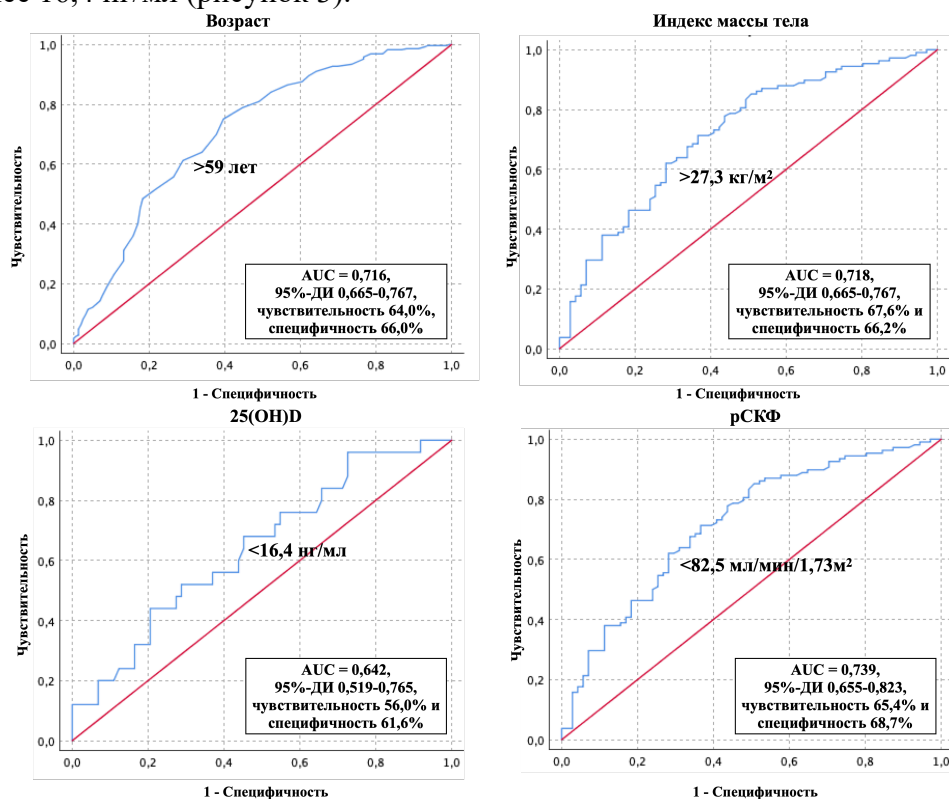 16,4 нг/мл (рисунок 3).
Возраст
Чувствительность
1,0
0,8
0,6
0,4
0,2
0,0
>59 лет
AUC = 0,716,
95%-ДИ 0,665-0,767,
чувствительность 64,0%,
специфичность 66,0%
0,0 0,2 0,4 0,6 0,8 1,0
1 - Специфичность
Индекс массы тела
Чувствительность
1,0
0,8
0,6
0,4
0,2
0,0
>27,3 кг/м²
AUC = 0,718,
95%-ДИ 0,665-0,767,
чувствительность 67,6% и
специфичность 66,2%
0,0 0,2 0,4 0,6 0,8 1,0
1 - Специфичность
25(OH)D
Чувствительность
1,0
0,8
0,6
0,4
0,2
0,0
<16,4 нг/мл
AUC = 0,642,
95%-ДИ 0,519-0,765,
чувствительность 56,0% и
специфичность 61,6%
0,0 0,2 0,4 0,6 0,8 1,0
1 - Специфичность
рСКФ
Чувствительность
1,0
0,8
0,6
0,4
0,2
0,0
<82,5 мл/мин/1,73м²
AUC = 0,739,
95%-ДИ 0,655-0,823,
чувствительность 65,4% и
специфичность 68,7%
0,0 0,2 0,4 0,6 0,8 1,0
1 - Специфичность